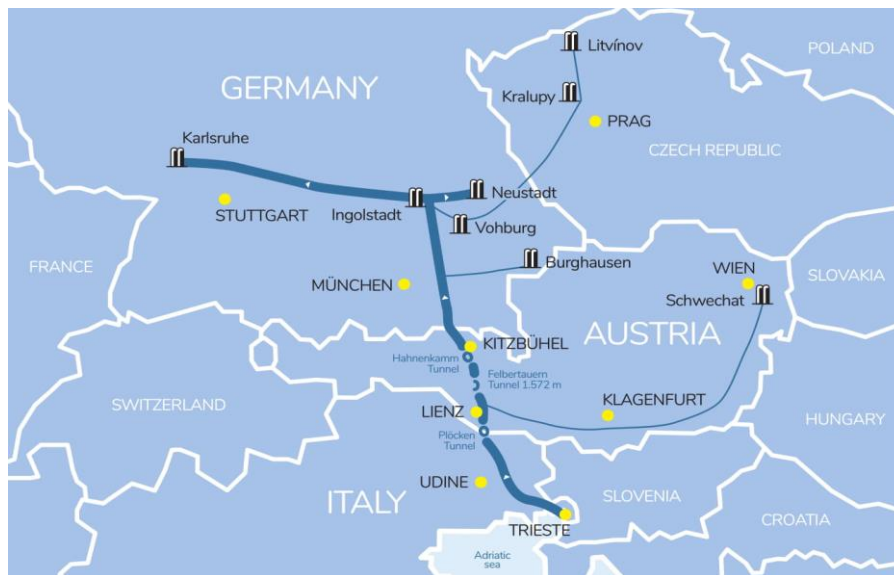 Litvínov
POLAND
GERMANY
Kralupy
PRAG
Karlsruhe
CZECH REPUBLIC
Neustadt
STUTTGART
Ingolstadt
Vohburg
FRANCE
Burghausen
WIEN
SLOVAKIA
MÜNCHEN
Schwechat
AUSTRIA
KITZBÜHEL
Hahnenkamm
Tunnel
Felbertauern
Tunnel 1.572 m
SWITZERLAND
KLAGENFURT
LIENZ
HUNGARY
Plöcken
Tunnel
UDINE
ITALY
SLOVENIA
CROATIA
TRIESTE
Adriatic
sea